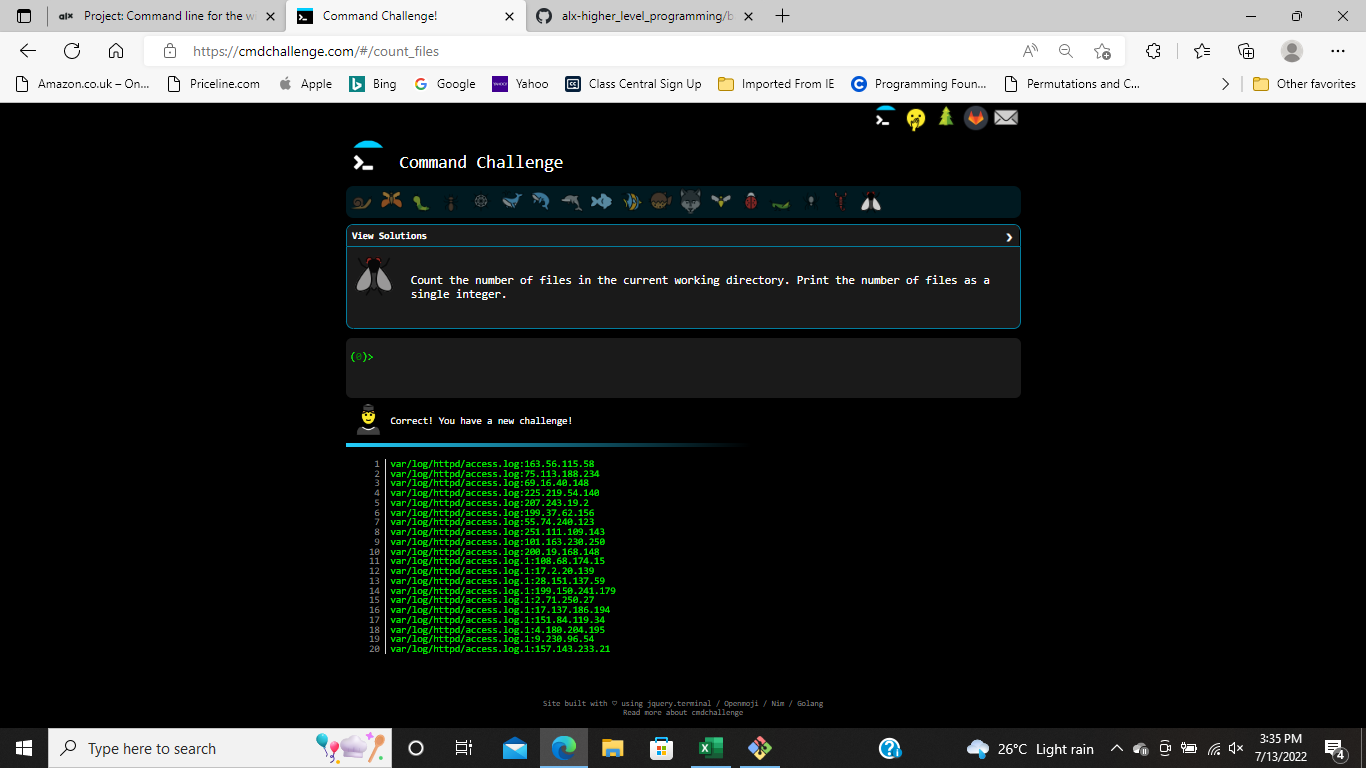 alx Project: Command line for the w
Command Challenge!
alx-higher_level_programming/b
https://cmdchallenge.com/#/count_files
Amazon.co.uk – On...
Priceline.com
Apple
Bing
Google
Yahoo
Class Central Sign Up
Imported From IE
Programming Foun...
Permutations and C...
Other favorites
Command Challenge
View Solutions
Count the number of files in the current working directory. Print the number of files as a
single integer.
(0)>
Correct! You have a new challenge!
1 var/log/httpd/access.log:163.56.115.58
2 var/log/httpd/access.log:75.113.188.234
3 var/log/httpd/access.log:69.16.40.148
4 var/log/httpd/access.log:225.219.54.140
5 var/log/httpd/access.log:207.243.19.2
6 var/log/httpd/access.log:199.37.62.156
7 var/log/httpd/access.log:55.74.240.123
8 var/log/httpd/access.log:251.111.109.143
9 var/log/httpd/access.log:101.163.230.250
10 var/log/httpd/access.log:200.19.168.148
11 var/log/httpd/access.log.1:108.68.174.15
12 var/log/httpd/access.log.1:17.2.20.139
13 var/log/httpd/access.log.1:28.151.137.59
14 var/log/httpd/access.log.1:199.150.241.179
15 var/log/httpd/access.log.1:2.71.250.27
16 var/log/httpd/access.log.1:17.137.186.194
17 var/log/httpd/access.log.1:151.84.119.34
18 var/log/httpd/access.log.1:4.180.204.195
19 var/log/httpd/access.log.1:9.230.96.54
20 var/log/httpd/access.log.1:157.143.233.21
Site built with ♡ using jquery.terminal / Openmoji / Nim / Golang
Read more about cmdchallenge
Type here to search
26°C Light rain
3:35 PM
7/13/2022
4